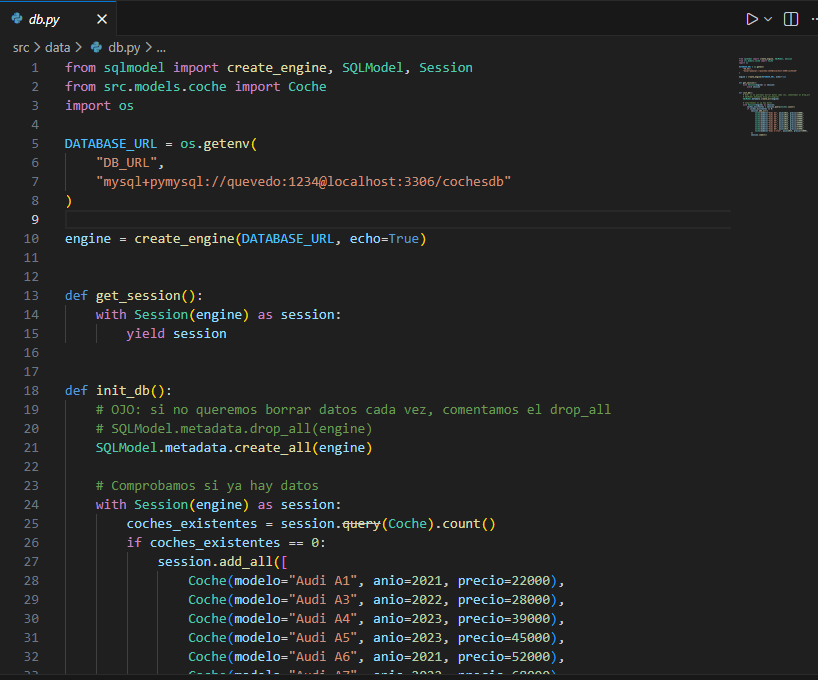 db.py
src > data > db.py > ...
1 from sqlmodel import create_engine, SQLModel, Session
2 from src.models.coche import Coche
3 import os
4
5 DATABASE_URL = os.getenv(
6     "DB_URL",
7     "mysql+pymysql://quevedo:1234@localhost:3306/cochesdb"
8 )
9
10 engine = create_engine(DATABASE_URL, echo=True)
11
12
13 def get_session():
14     with Session(engine) as session:
15         yield session
16
17
18 def init_db():
19     # OJO: si no queremos borrar datos cada vez, comentamos el drop_all
20     # SQLModel.metadata.drop_all(engine)
21     SQLModel.metadata.create_all(engine)
22
23     # Comprobamos si ya hay datos
24     with Session(engine) as session:
25         coches_existentes = session.query(Coche).count()
26         if coches_existentes == 0:
27             session.add_all([
28                 Coche(modelo="Audi A1", anio=2021, precio=22000),
29                 Coche(modelo="Audi A3", anio=2022, precio=28000),
30                 Coche(modelo="Audi A4", anio=2023, precio=39000),
31                 Coche(modelo="Audi A5", anio=2023, precio=45000),
32                 Coche(modelo="Audi A6", anio=2021, precio=52000),